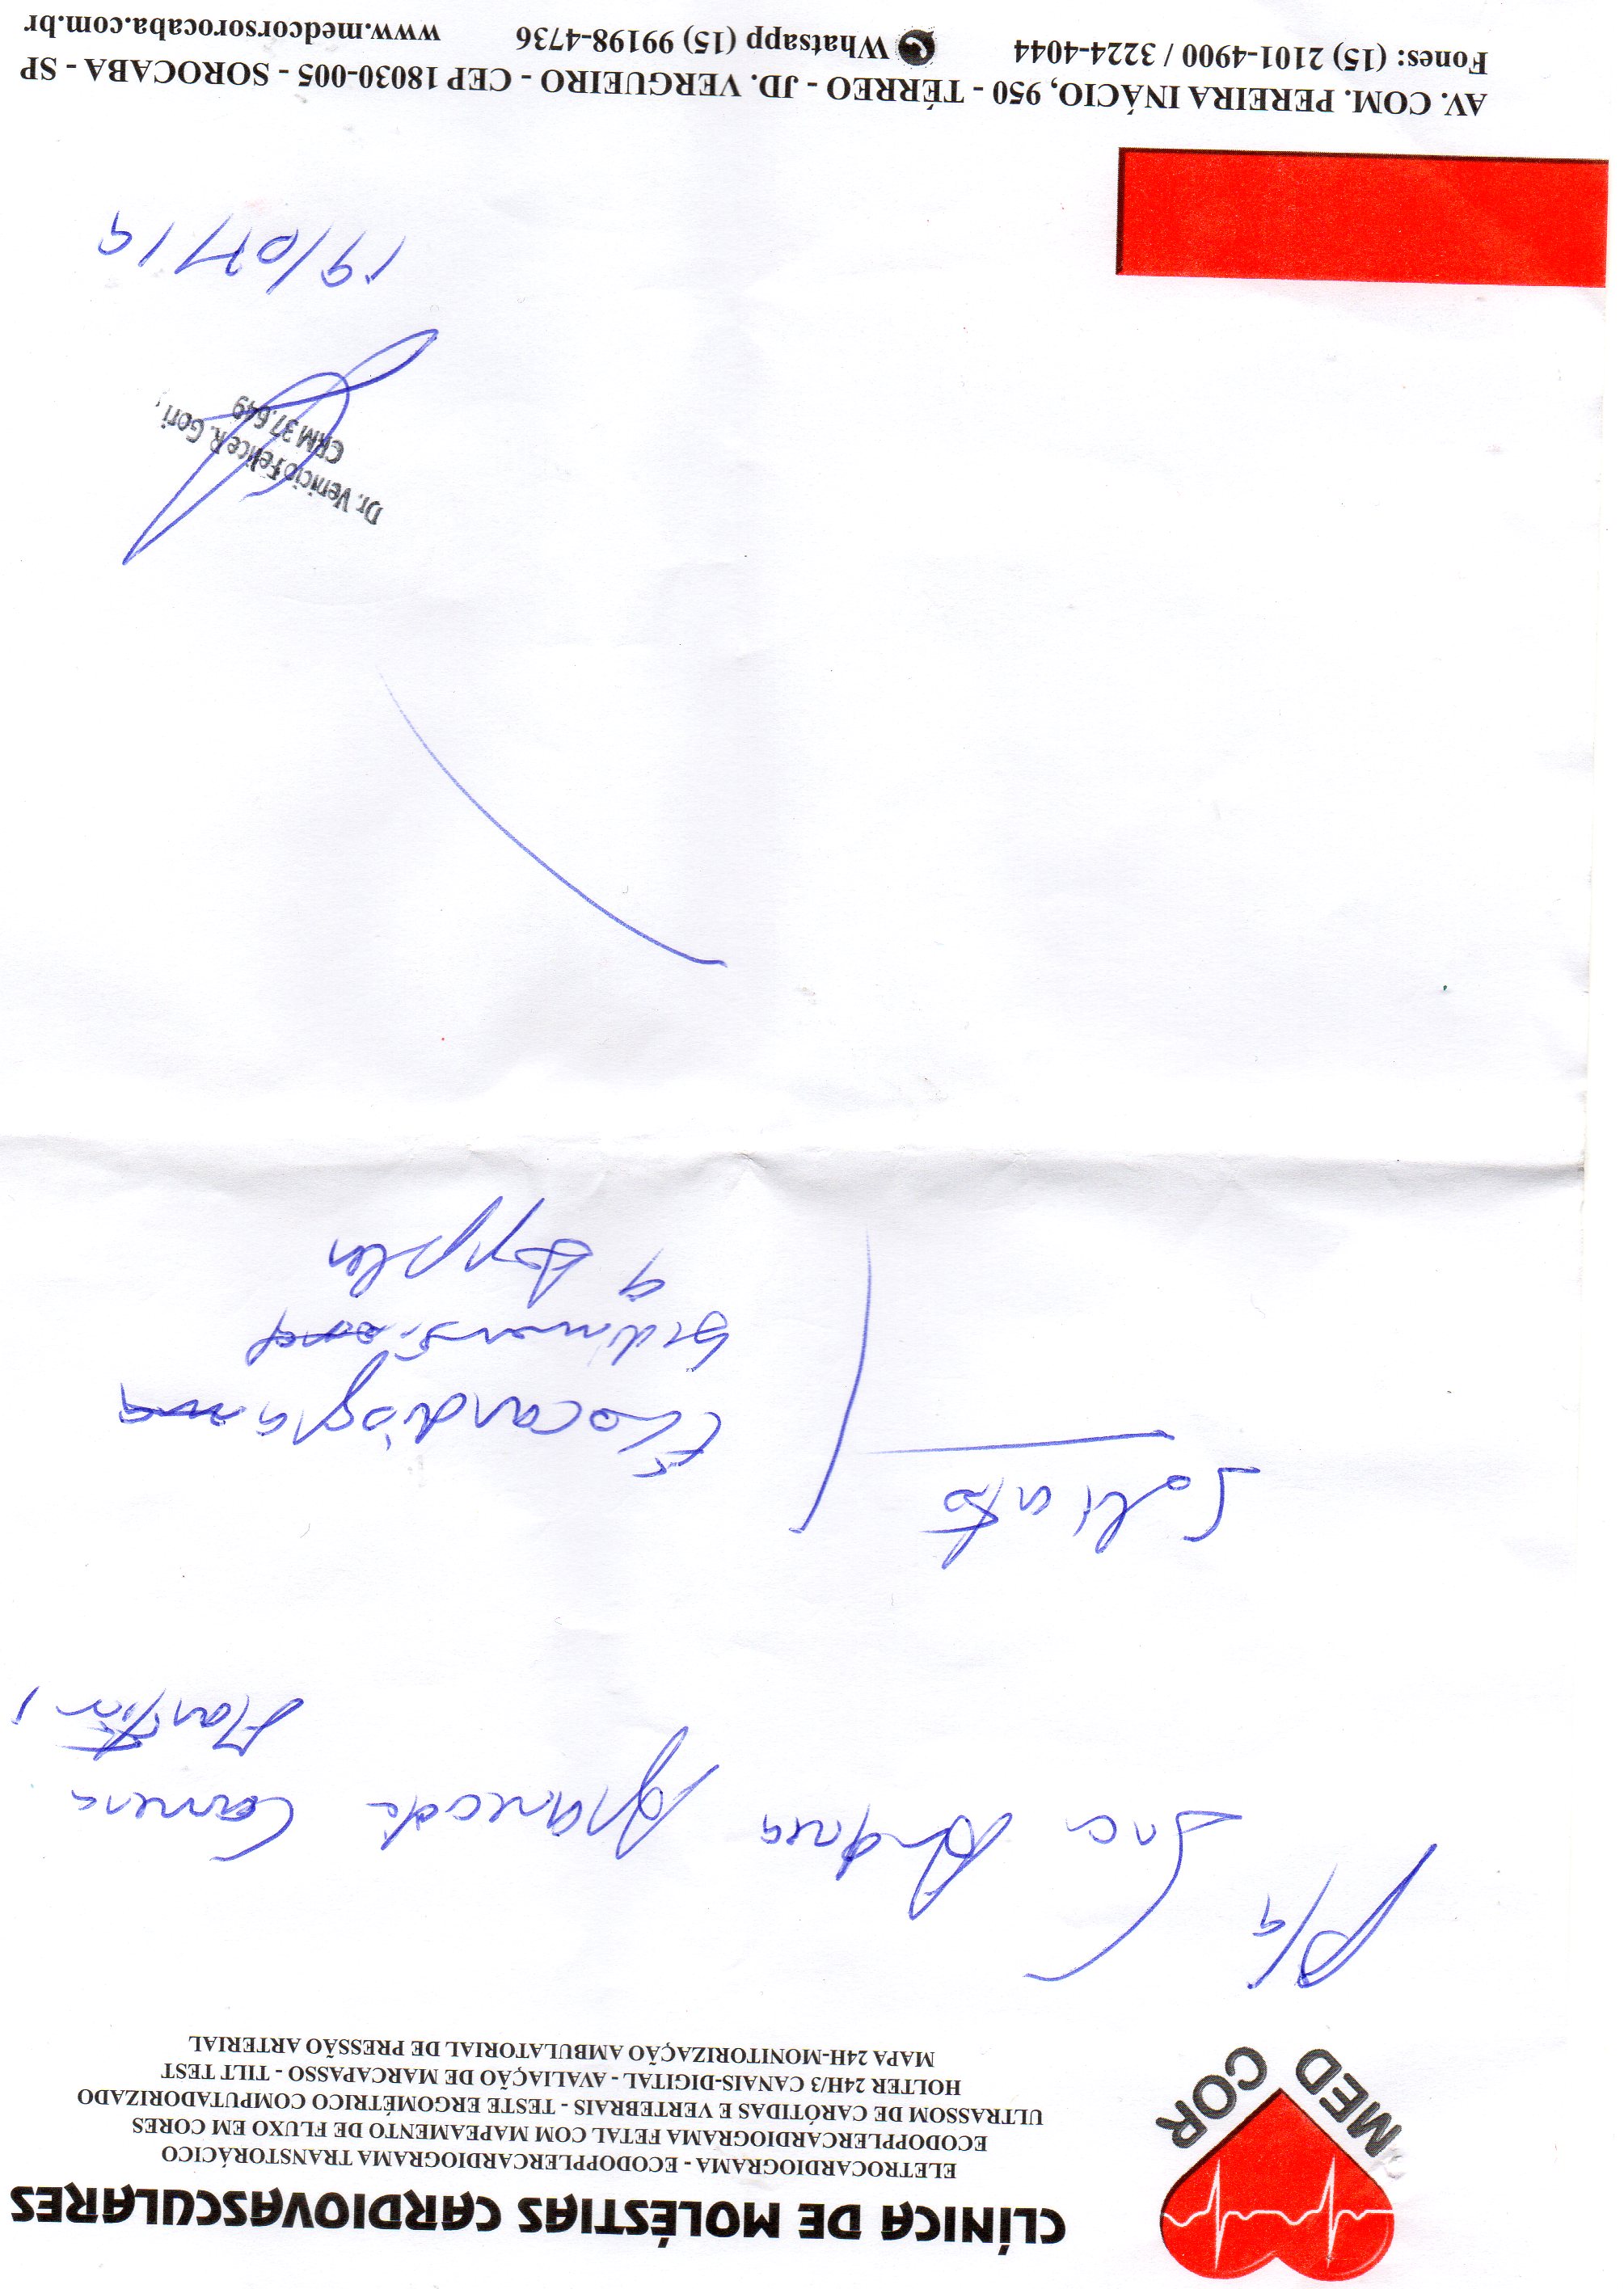 MED COR
CLÍNICA DE MOLÉSTIAS CARDIOVASCULARES
ELETROCARDIOGRAMA - ECODOPPLERCARDIOGRAMA TRANSTORÁCICO
ECODOPPLERCARDIOGRAMA FETAL COM MAPEAMENTO DE FLUXO EM CORES
ULTRASSOM DE CARÓTIDAS E VERTEBRAIS - TESTE ERGOMÉTRICO COMPUTADORIZADO
HOLTER 24H/3 CANAIS-DIGITAL - AVALIAÇÃO DE MARCAPASSO - TILT TEST
MAPA 24H-MONITORIZAÇÃO AMBULATORIAL DE PRESSÃO ARTERIAL
P/a
Sra Andrea Aparecida Carrera
Solicito
Ecocardiograma
bidimensional
a Doppler
Dr. Venicio Felice R. Gori
CRM 37.649
19/07/19
AV. COM. PEREIRA INÁCIO, 950 - TÉRREO - JD. VERGUEIRO - CEP 18030-005 - SOROCABA - SP
Fones: (15) 2101-4900 / 3224-4044 Whatsapp (15) 99198-4736 www.medcorsorocaba.com.br